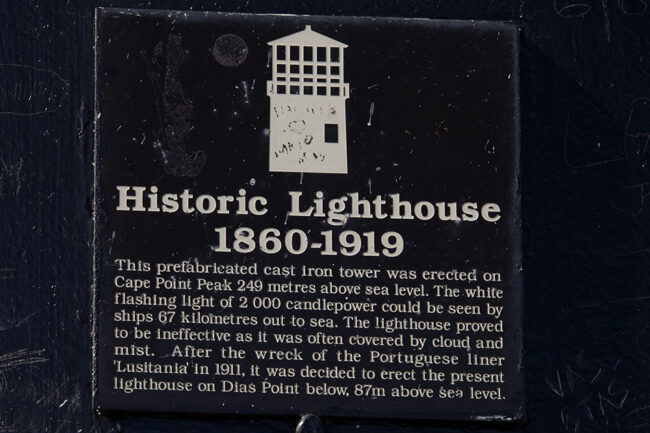 Historic Lighthouse
1860-1919
This prefabricated cast iron tower was erected on
Cape Point Peak 249 metres above sea level. The white
flashing light of 2 000 candlepower could be seen by
ships 67 kilometres out to sea. The lighthouse proved
to be ineffective as it was often covered by cloud and
mist. After the wreck of the Portuguese liner
'Lusitania' in 1911, it was decided to erect the present
lighthouse on Dias Point below, 87m above sea level.